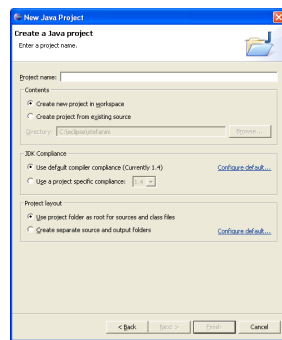 New Java Project
Create a Java project
Enter a project name.
Project name:
Contents
Create new project in workspace
Create project from existing source
Directory: C:\eclipse\stefanes
Browse...
JDK Compliance
Use default compiler compliance (Currently 1.4)
Configure default...
Use a project specific compliance: 1.4
Project layout
Use project folder as root for sources and class files
Create separate source and output folders
Configure default...
< Back
Next >
Finish
Cancel